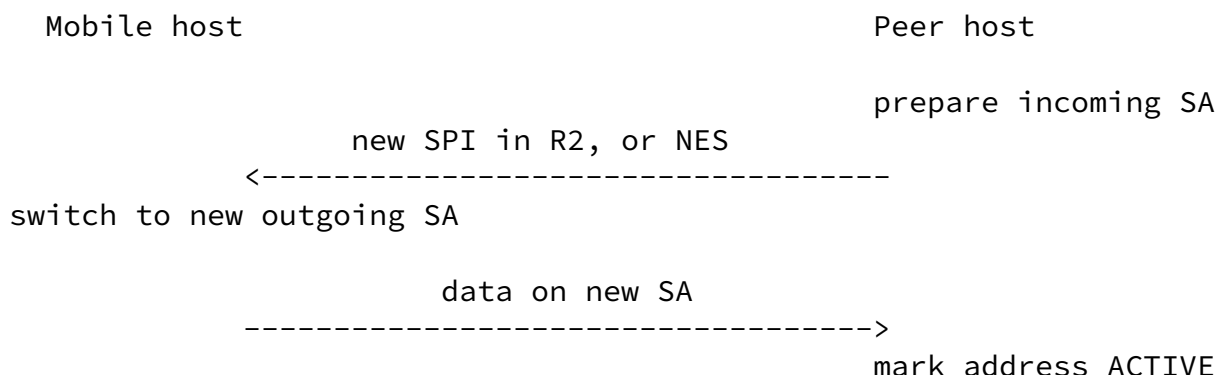 Mobile host                                   Peer host
prepare incoming SA
new SPI in R2, or NES
<-----------------------------------
switch to new outgoing SA
data on new SA
----------------------------------->
mark address ACTIVE